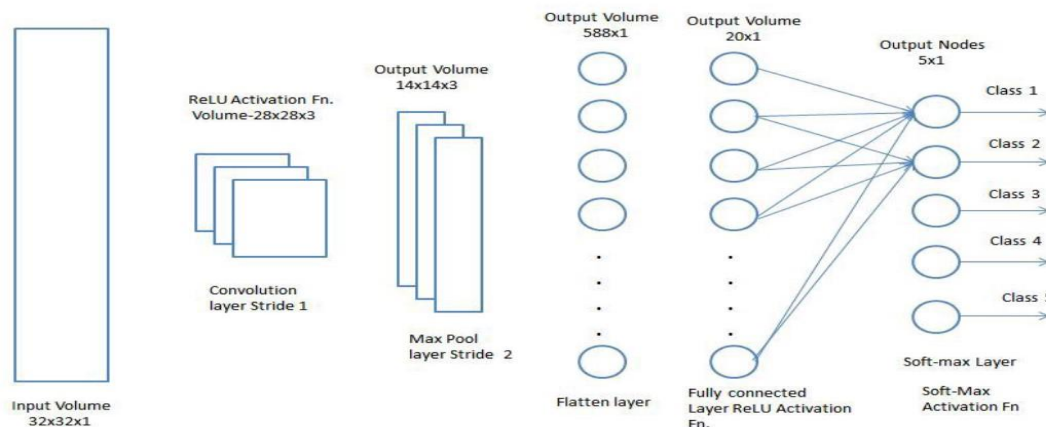 Output Volume
588x1
Output Volume
20x1
Output Nodes
5x1
Output Volume
14x14x3
ReLU Activation Fn.
Volume-28x28x3
Class 1
Class 2
Class 3
Class 4
Class
Convolution
layer Stride 1
Max Pool
layer Stride 2
Soft-max Layer
Input Volume
32x32x1
Flatten layer
Fully connected
Layer ReLU Activation
Fn.
Soft-Max
Activation Fn